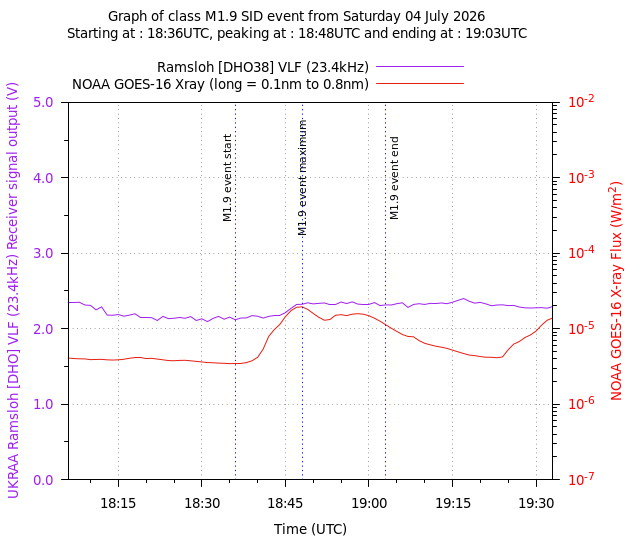 Graph of class M1.9 SID event from Saturday 04 July 2026
Starting at : 18:36UTC, peaking at : 18:48UTC and ending at : 19:03UTC
Ramsloh [DHO38] VLF (23.4kHz)
NOAA GOES-16 Xray (long = 0.1nm to 0.8nm)
UKRAA Ramsloh [DHO] VLF (23.4kHz) Receiver signal output (V)
5.0
4.0
3.0
2.0
1.0
0.0
M1.9 event start
M1.9 event maximum
M1.9 event end
10^-2
10^-3
10^-4
10^-5
10^-6
10^-7
NOAA GOES-16 X-ray Flux (W/m²)
18:15 18:30 18:45 19:00 19:15 19:30
Time (UTC)